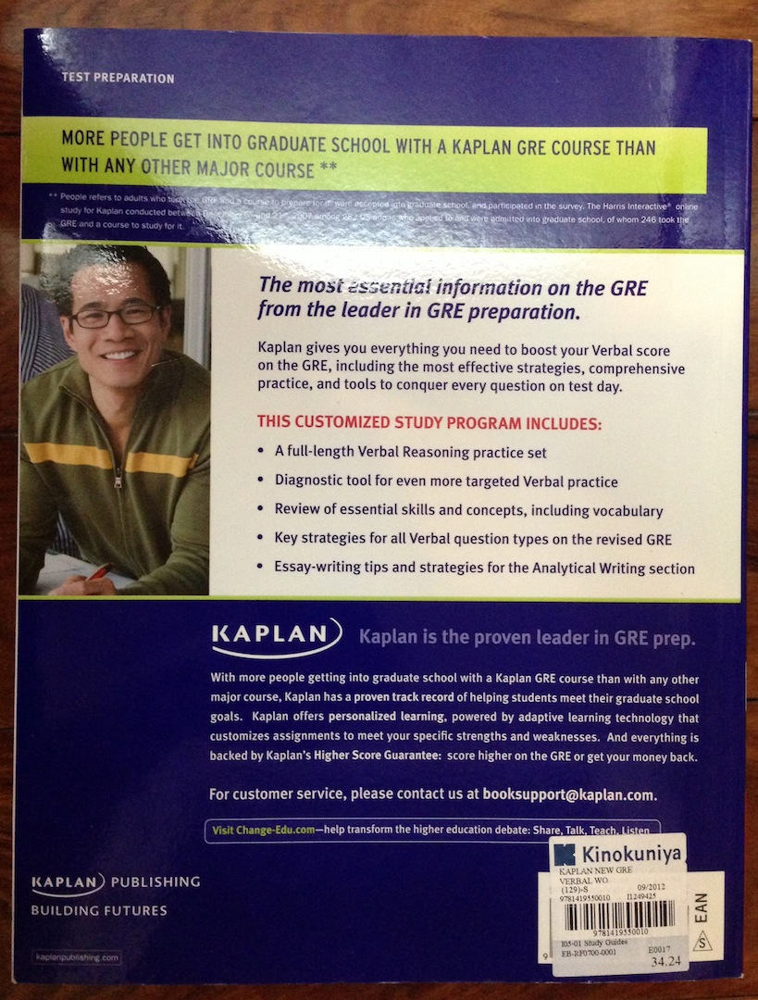 TEST PREPARATION
MORE PEOPLE GET INTO GRADUATE SCHOOL WITH A KAPLAN GRE COURSE THAN
WITH ANY OTHER MAJOR COURSE **
** People refers to adults who took the GRE and a course to prepare for it, were accepted into graduate school, and participated in the survey. The Harris Interactive® online
study for Kaplan conducted between December and 2007 among adults who applied to and were admitted into graduate school, of whom 246 took the
GRE and a course to study for it.
The most essential information on the GRE
from the leader in GRE preparation.
Kaplan gives you everything you need to boost your Verbal score
on the GRE, including the most effective strategies, comprehensive
practice, and tools to conquer every question on test day.
THIS CUSTOMIZED STUDY PROGRAM INCLUDES:
• A full-length Verbal Reasoning practice set
• Diagnostic tool for even more targeted Verbal practice
• Review of essential skills and concepts, including vocabulary
• Key strategies for all Verbal question types on the revised GRE
• Essay-writing tips and strategies for the Analytical Writing section
KAPLAN Kaplan is the proven leader in GRE prep.
With more people getting into graduate school with a Kaplan GRE course than with any other
major course, Kaplan has a proven track record of helping students meet their graduate school
goals. Kaplan offers personalized learning, powered by adaptive learning technology that
customizes assignments to meet your specific strengths and weaknesses. And everything is
backed by Kaplan's Higher Score Guarantee: score higher on the GRE or get your money back.
For customer service, please contact us at booksupport@kaplan.com.
Visit Change-Edu.com—help transform the higher education debate: Share, Talk, Teach, Listen
KAPLAN PUBLISHING
BUILDING FUTURES
kaplanpublishing.com
Kinokuniya
KAPLAN NEW GRE
VERBAL WO
(129)-S 09/2012
9781419550010 I1249425
9781419550010
I05-01 Study Guides
EB-RF0700-0001 E0017
34.24
9
S
EAN